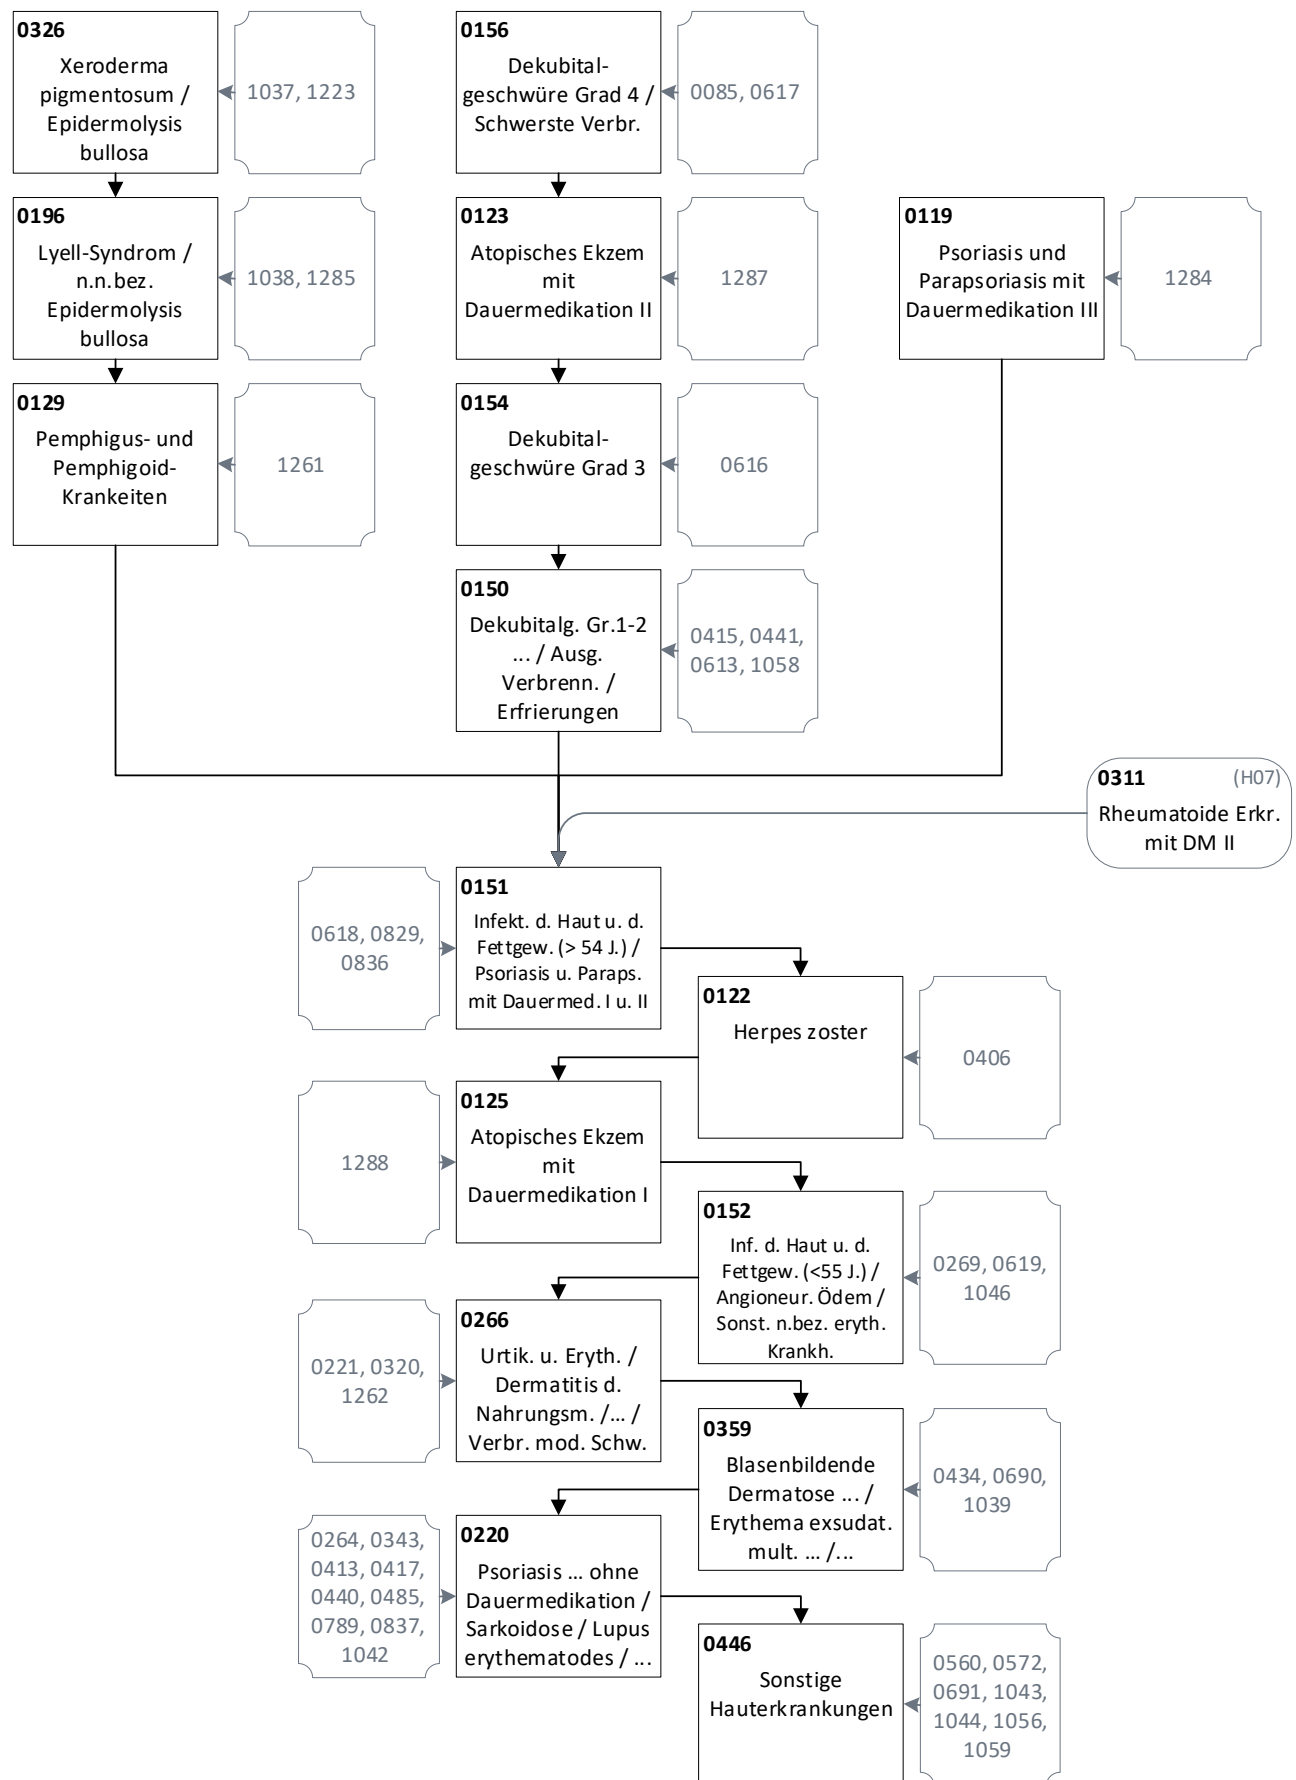 0326
Xeroderma
pigmentosum /
Epidermolysis
bullosa
1037, 1223
0156
Dekubital-
geschwüre Grad 4 /
Schwerste Verbr.
0085, 0617
0196
Lyell-Syndrom /
n.n.bez.
Epidermolysis
bullosa
1038, 1285
0123
Atopisches Ekzem
mit
Dauermedikation II
1287
0119
Psoriasis und
Parapsoriasis mit
Dauermedikation III
1284
0129
Pemphigus- und
Pemphigoid-
Krankeiten
1261
0154
Dekubital-
geschwüre Grad 3
0616
0150
Dekubitalg. Gr.1-2
... / Ausg.
Verbrenn. /
Erfrierungen
0415, 0441,
0613, 1058
0311 (H07)
Rheumatoide Erkr.
mit DM II
0618, 0829,
0836
0151
Infekt. d. Haut u. d.
Fettgew. (> 54 J.) /
Psoriasis u. Paraps.
mit Dauermed. I u. II
0122
Herpes zoster
0406
1288
0125
Atopisches Ekzem
mit
Dauermedikation I
0152
Inf. d. Haut u. d.
Fettgew. (<55 J.) /
Angioneur. Ödem /
Sonst. n.bez. eryth.
Krankh.
0269, 0619,
1046
0221, 0320,
1262
0266
Urtik. u. Eryth. /
Dermatitis d.
Nahrungsm. /... /
Verbr. mod. Schw.
0359
Blasenbildende
Dermatose ... /
Erythema exsudat.
mult. ... /...
0434, 0690,
1039
0264, 0343,
0413, 0417,
0440, 0485,
0789, 0837,
1042
0220
Psoriasis ... ohne
Dauermedikation /
Sarkoidose / Lupus
erythematodes / ...
0446
Sonstige
Hauterkrankungen
0560, 0572,
0691, 1043,
1044, 1056,
1059